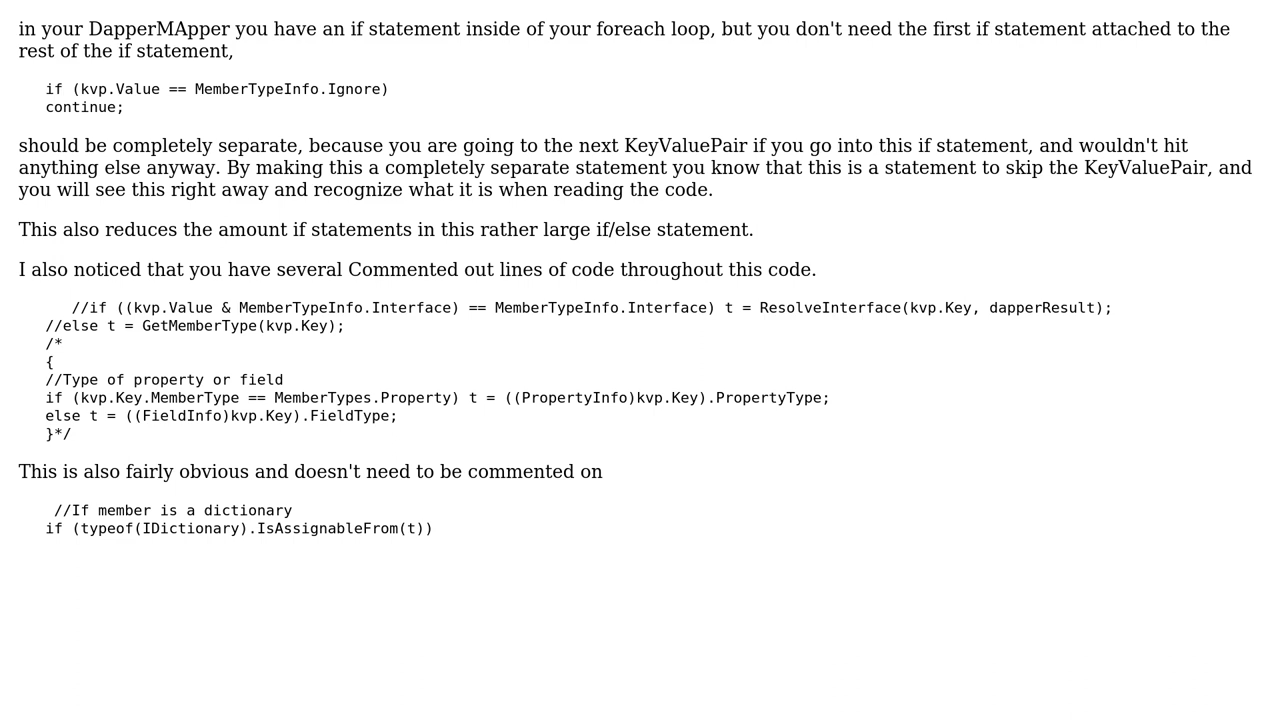 in your DapperMApper you have an if statement inside of your foreach loop, but you don't need the first if statement attached to the
rest of the if statement,
if (kvp.Value == MemberTypeInfo.Ignore)
continue;
should be completely separate, because you are going to the next KeyValuePair if you go into this if statement, and wouldn't hit
anything else anyway. By making this a completely separate statement you know that this is a statement to skip the KeyValuePair, and
you will see this right away and recognize what it is when reading the code.
This also reduces the amount if statements in this rather large if/else statement.
I also noticed that you have several Commented out lines of code throughout this code.
//if ((kvp.Value & MemberTypeInfo.Interface) == MemberTypeInfo.Interface) t = ResolveInterface(kvp.Key, dapperResult);
//else t = GetMemberType(kvp.Key);
/*
{
//Type of property or field
if (kvp.Key.MemberType == MemberTypes.Property) t = ((PropertyInfo)kvp.Key).PropertyType;
else t = ((FieldInfo)kvp.Key).FieldType;
}*/
This is also fairly obvious and doesn't need to be commented on
//If member is a dictionary
if (typeof(IDictionary).IsAssignableFrom(t))